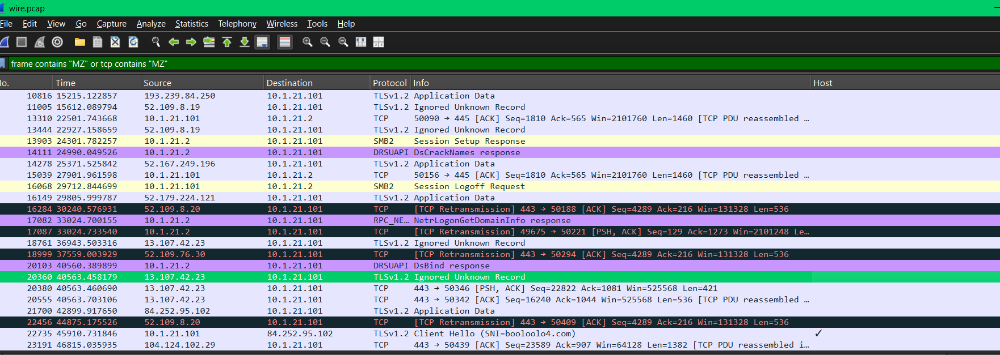 wire.pcap
File Edit View Go Capture Analyze Statistics Telephony Wireless Tools Help
frame contains "MZ" or tcp contains "MZ"
No. Time Source Destination Protocol Info Host
10816 15215.122857 193.239.84.250 10.1.21.101 TLSv1.2 Application Data
11005 15612.089794 52.109.8.19 10.1.21.101 TLSv1.2 Ignored Unknown Record
13310 22501.743668 10.1.21.101 10.1.21.2 TCP 50090 → 445 [ACK] Seq=1810 Ack=565 Win=2101760 Len=1460 [TCP PDU reassembled …
13444 22927.158659 52.109.8.19 10.1.21.101 TLSv1.2 Ignored Unknown Record
13903 24301.782257 10.1.21.2 10.1.21.101 SMB2 Session Setup Response
14111 24990.049526 10.1.21.2 10.1.21.101 DRSUAPI DsCrackNames response
14278 25371.525842 52.167.249.196 10.1.21.101 TLSv1.2 Application Data
15039 27901.961598 10.1.21.101 10.1.21.2 TCP 50156 → 445 [ACK] Seq=1810 Ack=565 Win=2101760 Len=1460 [TCP PDU reassembled …
16068 29712.844699 10.1.21.101 10.1.21.2 SMB2 Session Logoff Request
16149 29805.999787 52.179.224.121 10.1.21.101 TLSv1.2 Application Data
16284 30240.576931 52.109.8.20 10.1.21.101 TCP [TCP Retransmission] 443 → 50188 [ACK] Seq=4289 Ack=216 Win=131328 Len=536
17082 33024.700155 10.1.21.2 10.1.21.101 RPC_NE… NetrLogonGetDomainInfo response
17087 33024.733540 10.1.21.2 10.1.21.101 TCP [TCP Retransmission] 49675 → 50221 [PSH, ACK] Seq=129 Ack=1273 Win=2101248 Le…
18761 36943.503316 13.107.42.23 10.1.21.101 TLSv1.2 Ignored Unknown Record
18999 37559.003929 52.109.76.30 10.1.21.101 TCP [TCP Retransmission] 443 → 50294 [ACK] Seq=4289 Ack=216 Win=131328 Len=536
20103 40560.389899 10.1.21.2 10.1.21.101 DRSUAPI DsBind response
20360 40563.458179 13.107.42.23 10.1.21.101 TLSv1.2 Ignored Unknown Record
20380 40563.460690 13.107.42.23 10.1.21.101 TCP 443 → 50346 [PSH, ACK] Seq=22822 Ack=1081 Win=525568 Len=421
20555 40563.703106 13.107.42.23 10.1.21.101 TCP 443 → 50342 [ACK] Seq=16240 Ack=1044 Win=525568 Len=536 [TCP PDU reassembled …
21700 42899.917650 84.252.95.102 10.1.21.101 TLSv1.2 Application Data
22456 44875.175526 52.109.8.20 10.1.21.101 TCP [TCP Retransmission] 443 → 50409 [ACK] Seq=4289 Ack=216 Win=131328 Len=536
22735 45910.731846 10.1.21.101 84.252.95.102 TLSv1.2 Client Hello (SNI=booloolo4.com) ✓
23191 46815.035935 104.124.102.29 10.1.21.101 TCP 443 → 50439 [ACK] Seq=23589 Ack=907 Win=64128 Len=1382 [TCP PDU reassembled i…